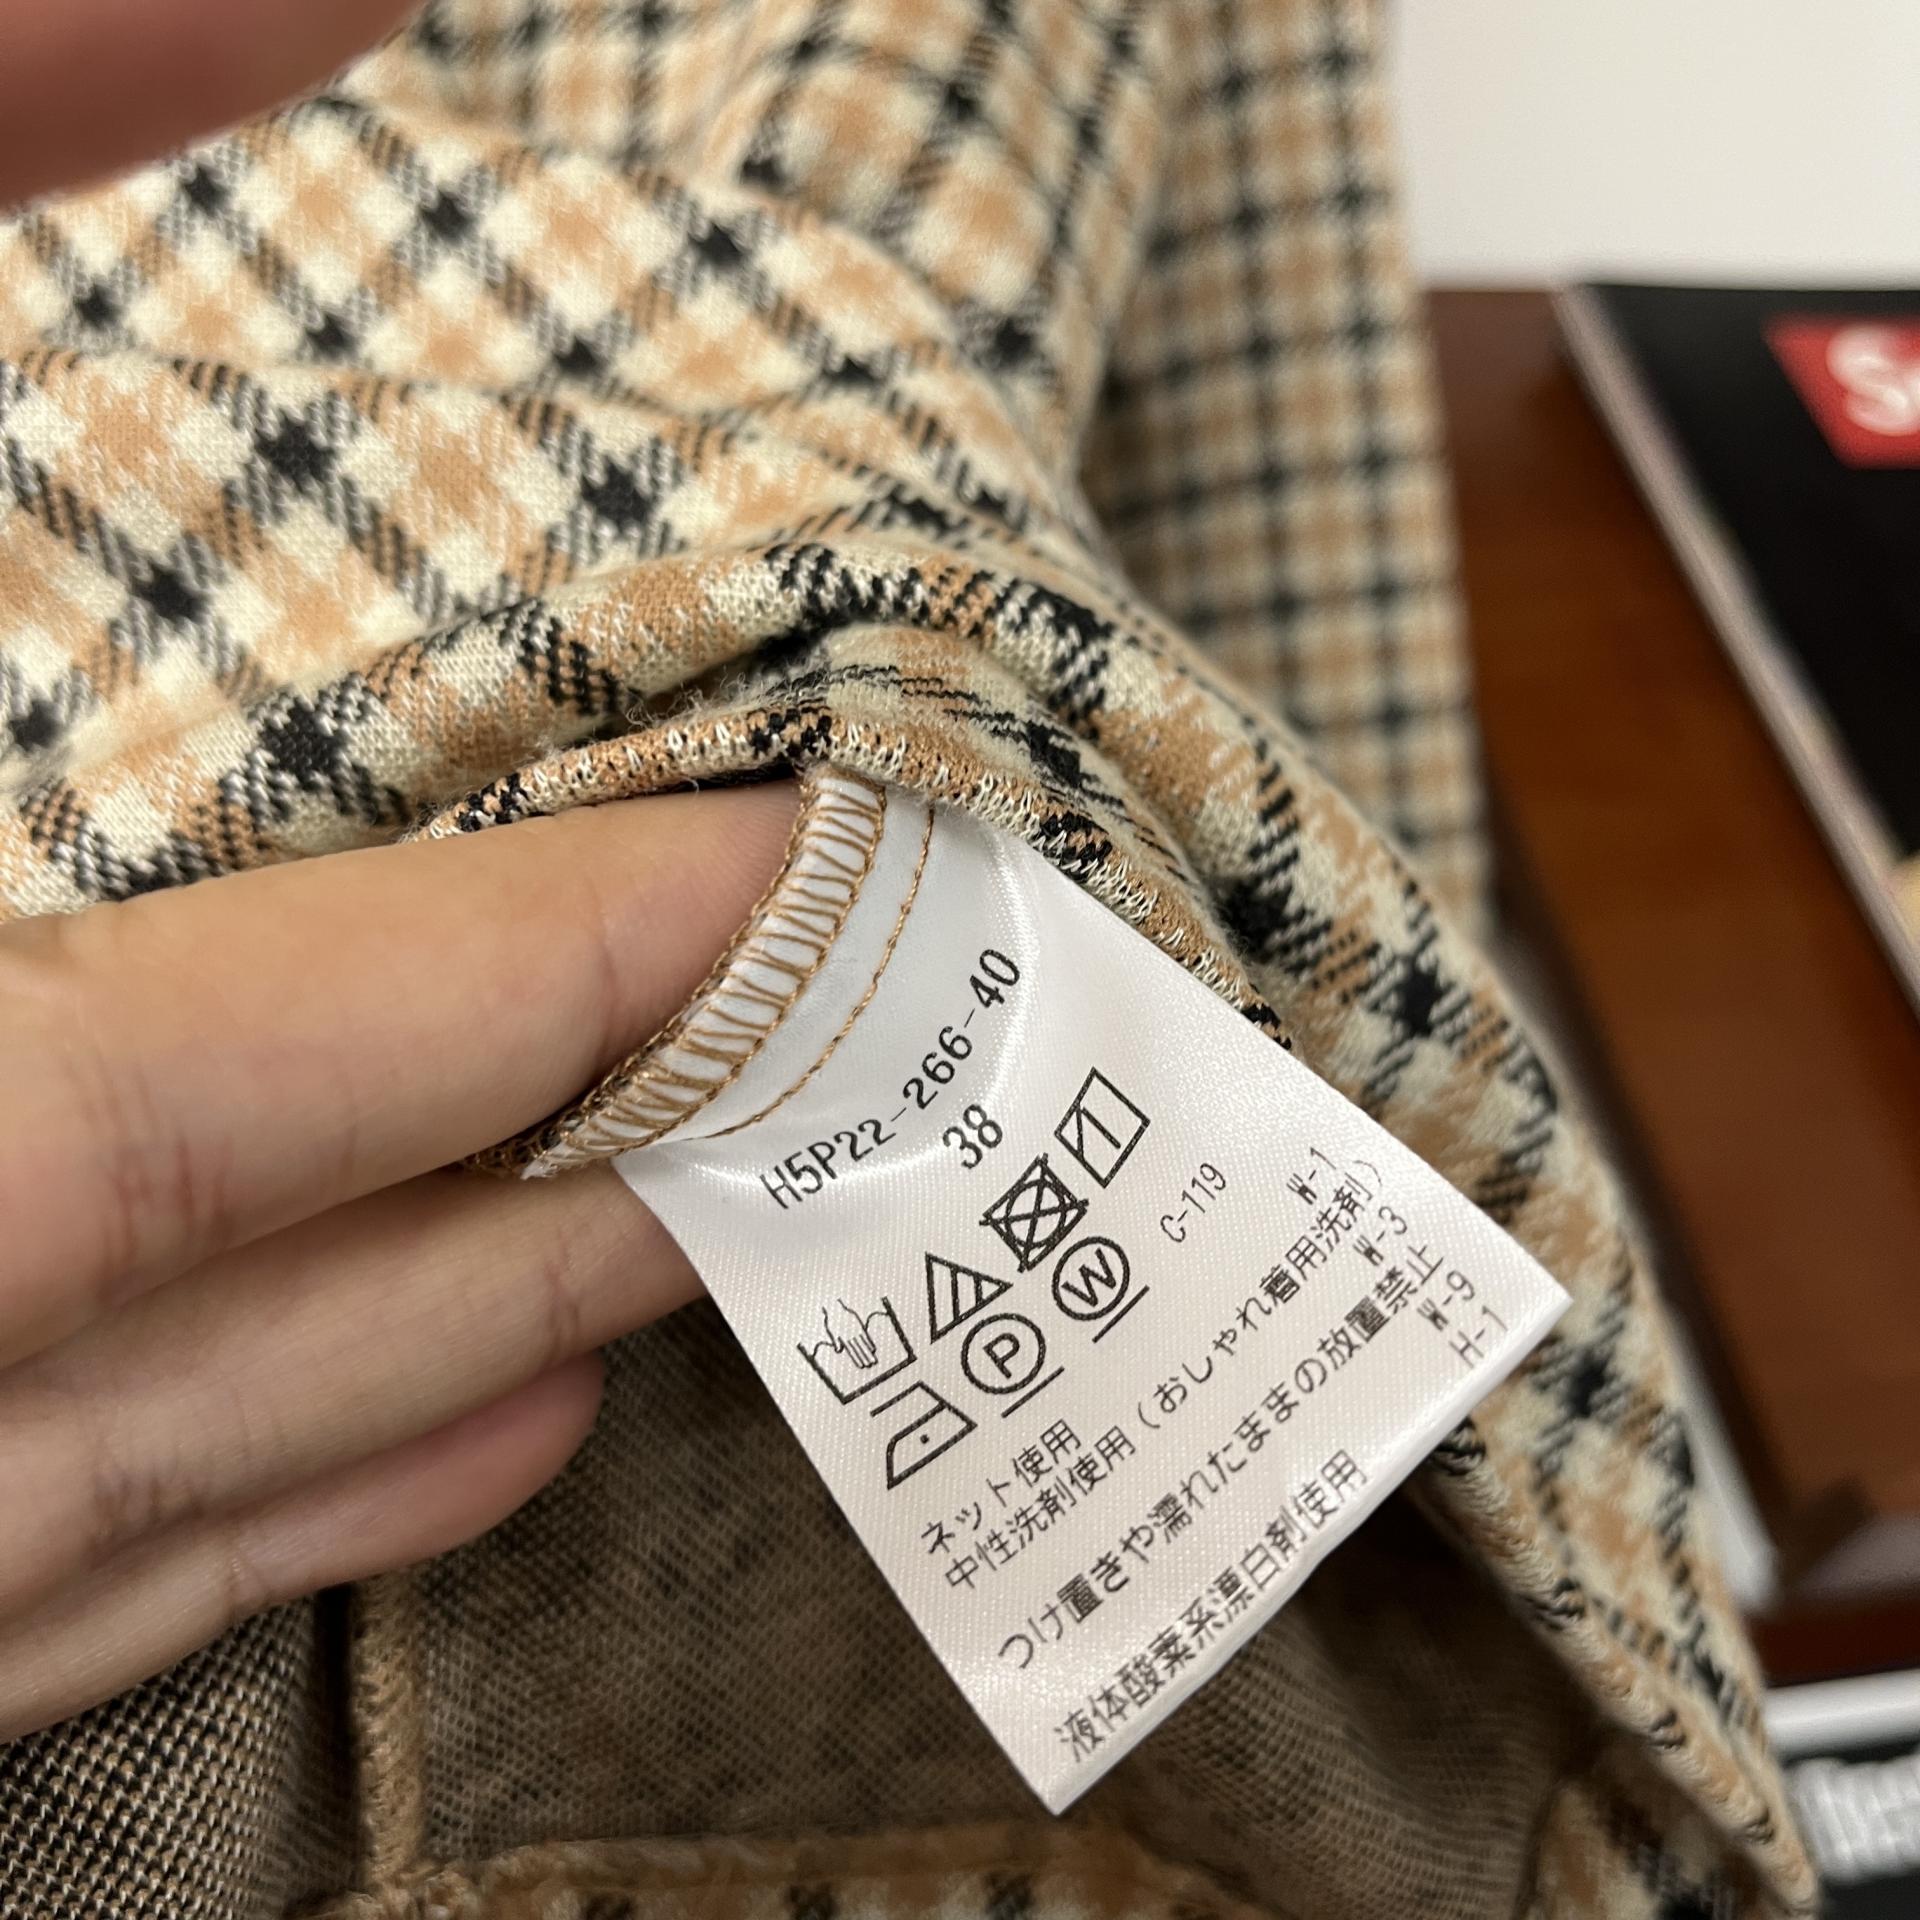 H5P22-266-40
38
P
W
C-119
ネット使用 W-1
中性洗剤使用(おしゃれ着用洗剤) W-3
つけ置きや濡れたままの放置禁止 W-9
液体酸素系漂白剤使用 H-1